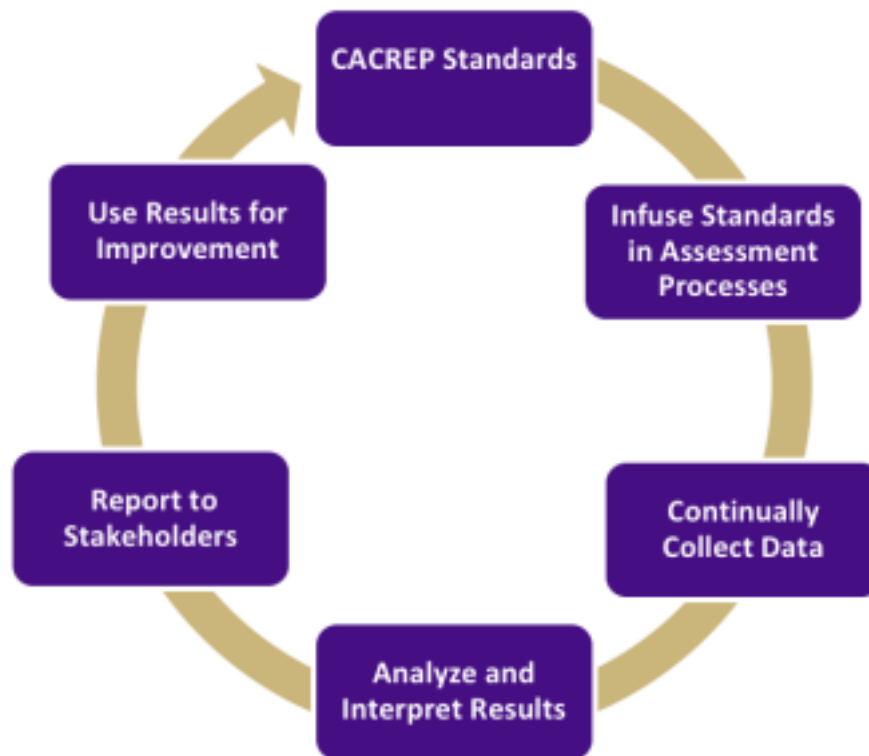 CACREP Standards
Infuse Standards
in Assessment
Processes
Continually
Collect Data
Analyze and
Interpret Results
Report to
Stakeholders
Use Results for
Improvement